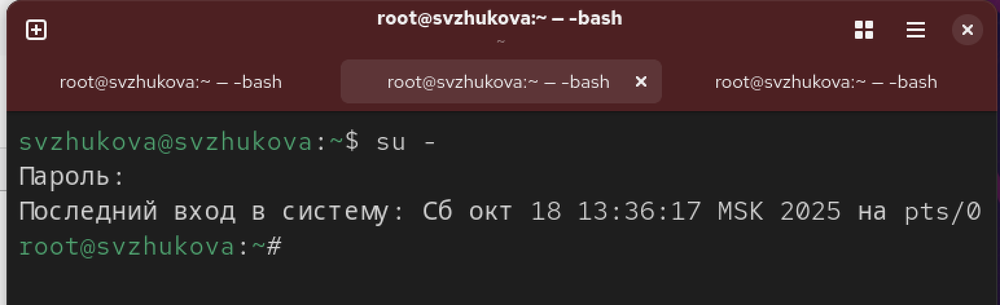 root@svzhukova:~ — -bash
~
root@svzhukova:~ — -bash
root@svzhukova:~ — -bash
root@svzhukova:~ — -bash
svzhukova@svzhukova:~$ su -
Пароль:
Последний вход в систему: Сб окт 18 13:36:17 MSK 2025 на pts/0
root@svzhukova:~#